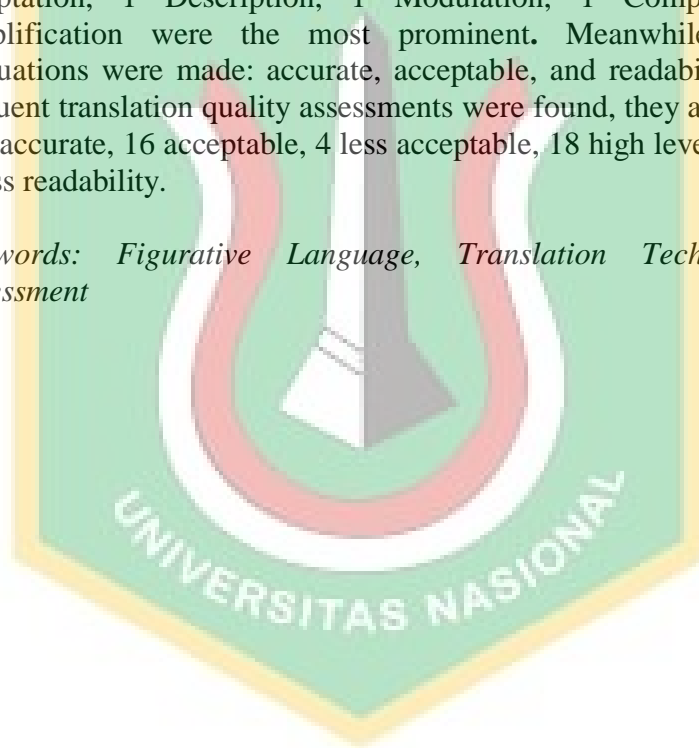 ptation, 1 Description, 1 Modulation, 1 Comp
plification were the most prominent. Meanwhile
uations were made: accurate, acceptable, and readabi
uent translation quality assessments were found, they a
accurate, 16 acceptable, 4 less acceptable, 18 high leve
ss readability.
words: Figurative Language, Translation Tech
ssment
UNIVERSITAS NASIONAL